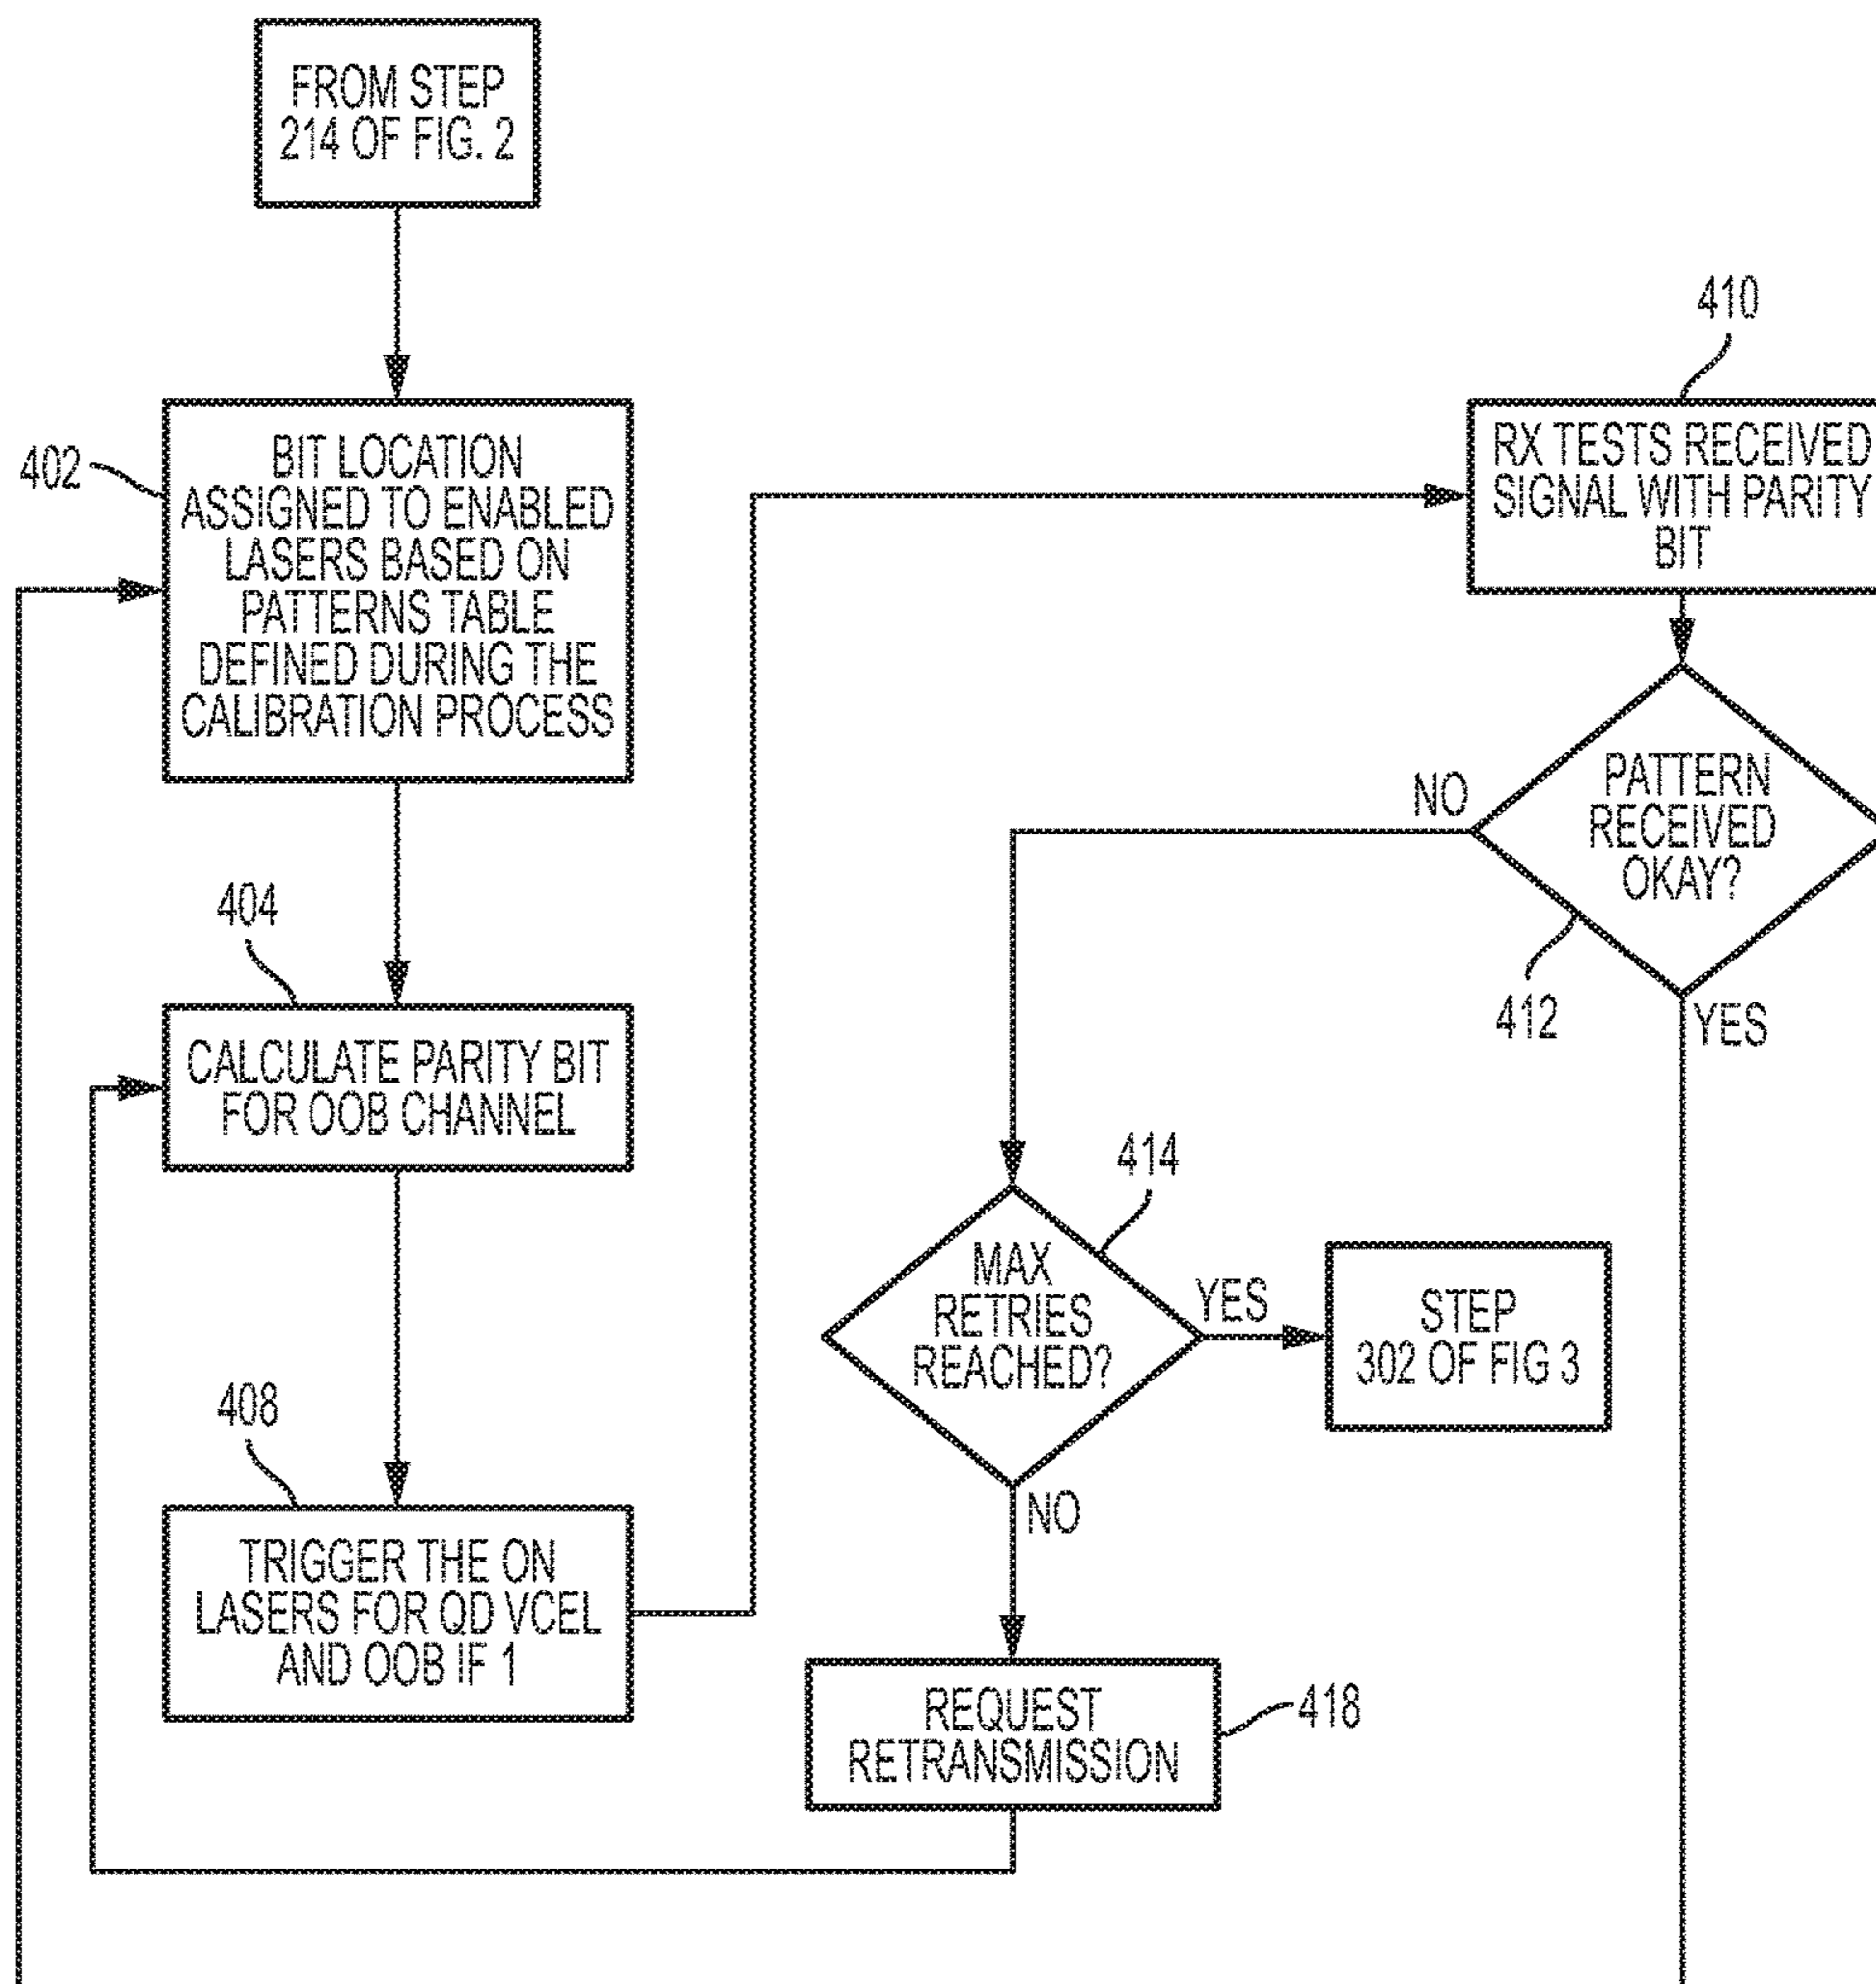 FROM STEP
214 OF FIG. 2
402
BIT LOCATION
ASSIGNED TO ENABLED
LASERS BASED ON
PATTERNS TABLE
DEFINED DURING THE
CALIBRATION PROCESS
404
CALCULATE PARITY BIT
FOR OOB CHANNEL
408
TRIGGER THE ON
LASERS FOR QD VCEL
AND OOB IF 1
410
RX TESTS RECEIVED
SIGNAL WITH PARITY
BIT
PATTERN
RECEIVED
OKAY?
NO
412
YES
414
MAX
RETRIES
REACHED?
YES
STEP
302 OF FIG 3
NO
REQUEST
RETRANSMISSION
418